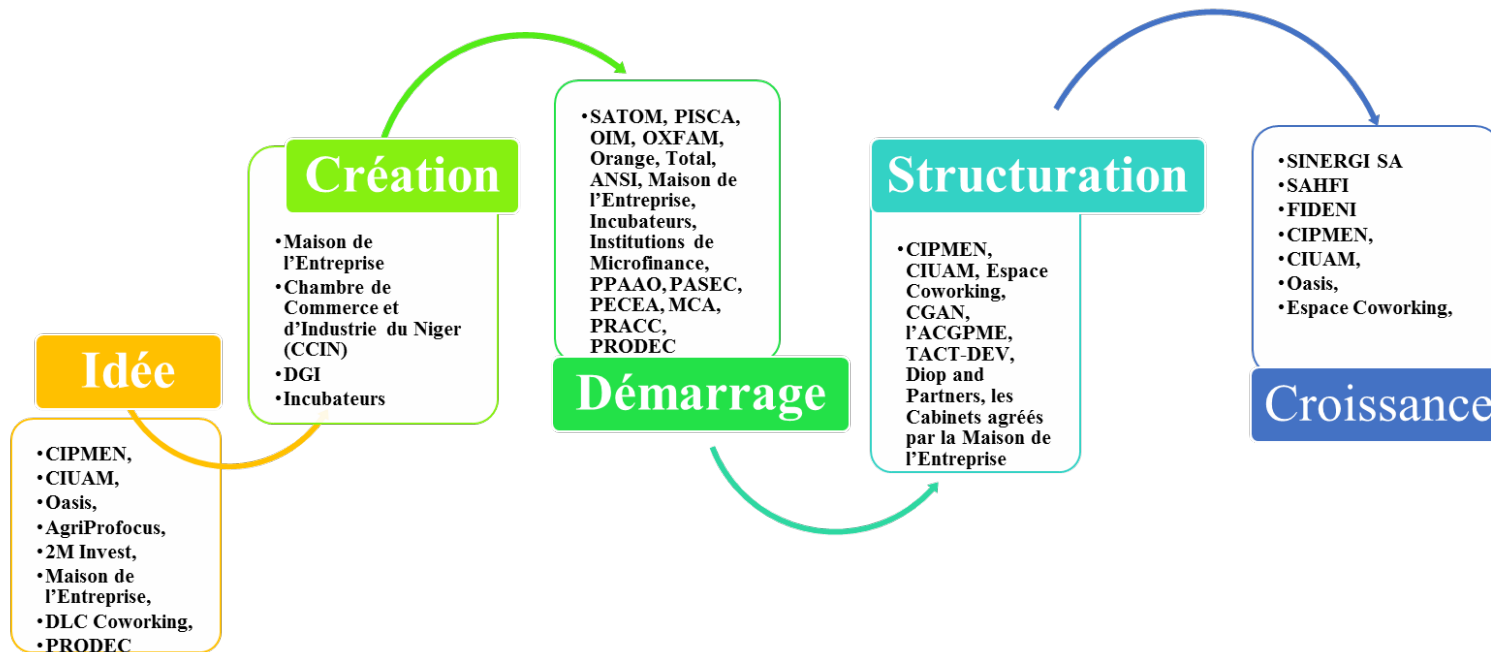 Idée
•CIPMEN,
•CIUAM,
•Oasis,
•AgriProfocus,
•2M Invest,
•Maison de
l’Entreprise,
•DLC Coworking,
•PRODEC
Création
•Maison de
l’Entreprise
•Chambre de
Commerce et
d’Industrie du Niger
(CCIN)
•DGI
•Incubateurs
•SATOM, PISCA,
OIM, OXFAM,
Orange, Total,
ANSI, Maison de
l’Entreprise,
Incubateurs,
Institutions de
Microfinance,
PPAAO, PASEC,
PECEA, MCA,
PRACC,
PRODEC
Démarrage
Structuration
•CIPMEN,
CIUAM, Espace
Coworking,
CGAN,
l’ACGPME,
TACT-DEV,
Diop and
Partners, les
Cabinets agréés
par la Maison de
l’Entreprise
•SINERGI SA
•SAHFI
•FIDENI
•CIPMEN,
•CIUAM,
•Oasis,
•Espace Coworking,
Croissance